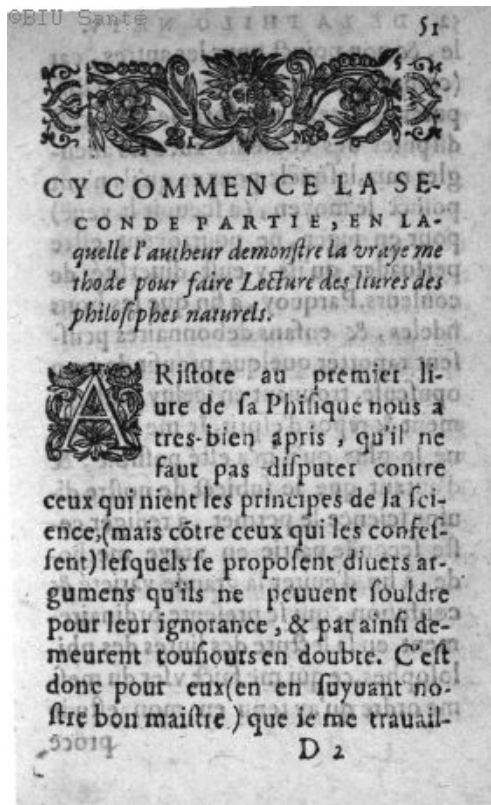 ©BIU Santé
51
CY COMMENCE LA SE-
CONDE PARTIE, EN LA-
quelle l'autheur demonſtre la vraye me
thode pour faire Lecture des liures des
philoſophes naturels.
ARiſtote au premier li-
ure de ſa Phiſique nous a
tres-bien apris, qu'il ne
faut pas diſputer contre
ceux qui nient les principes de la ſci-
ence, (mais cõtre ceux qui les confeſ-
ſent) leſquels ſe propoſent diuers ar-
gumens qu'ils ne peuuent ſouldre
pour leur ignorance, & par ainſi de-
meurent touſiours en doubte. C'eſt
donc pour eux (en en ſuyuant no-
ſtre bon maiſtre) que ie me trauail-
D 2